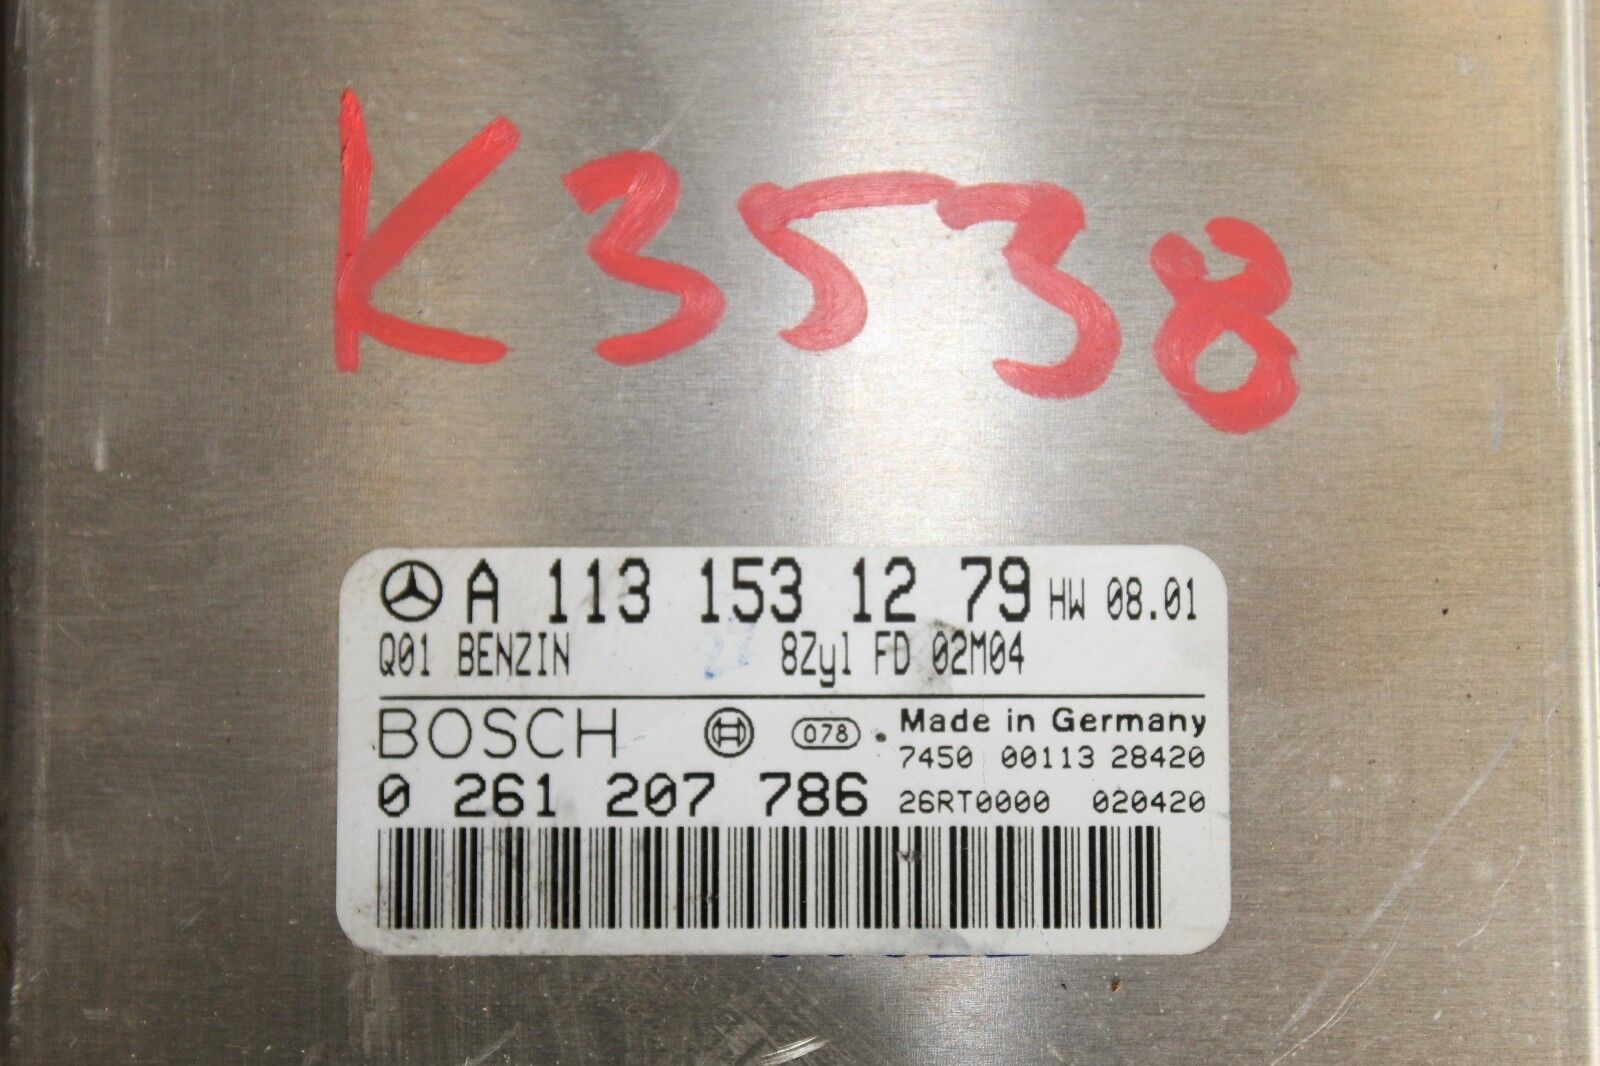 K3538
A 113 153 12 79 HW 08.01
Q01 BENZIN 8Zyl FD 02M04
BOSCH 078 Made in Germany
7450 00113 28420
0 261 207 786 26RT0000 020420